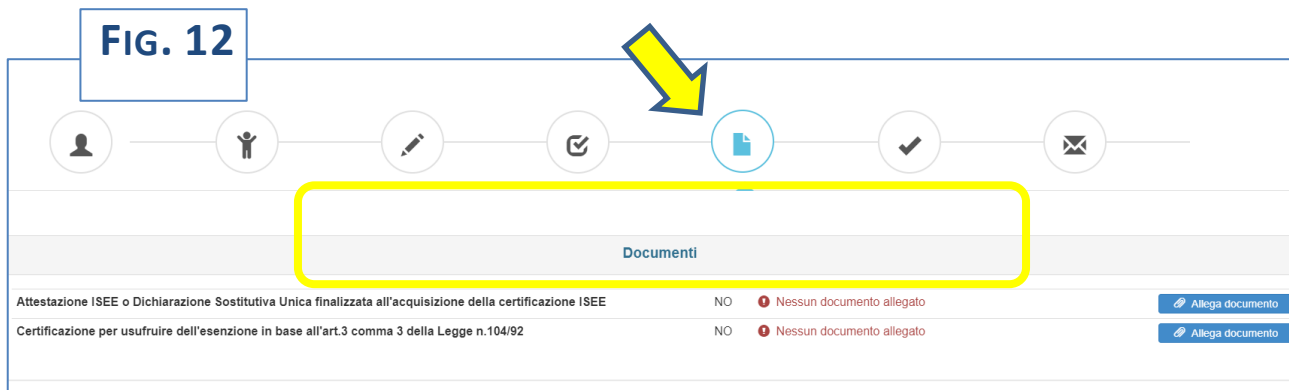 FIG. 12
Documenti
Attestazione ISEE o Dichiarazione Sostitutiva Unica finalizzata all'acquisizione della certificazione ISEE NO Nessun documento allegato Allega documento
Certificazione per usufruire dell'esenzione in base all'art.3 comma 3 della Legge n.104/92 NO Nessun documento allegato Allega documento